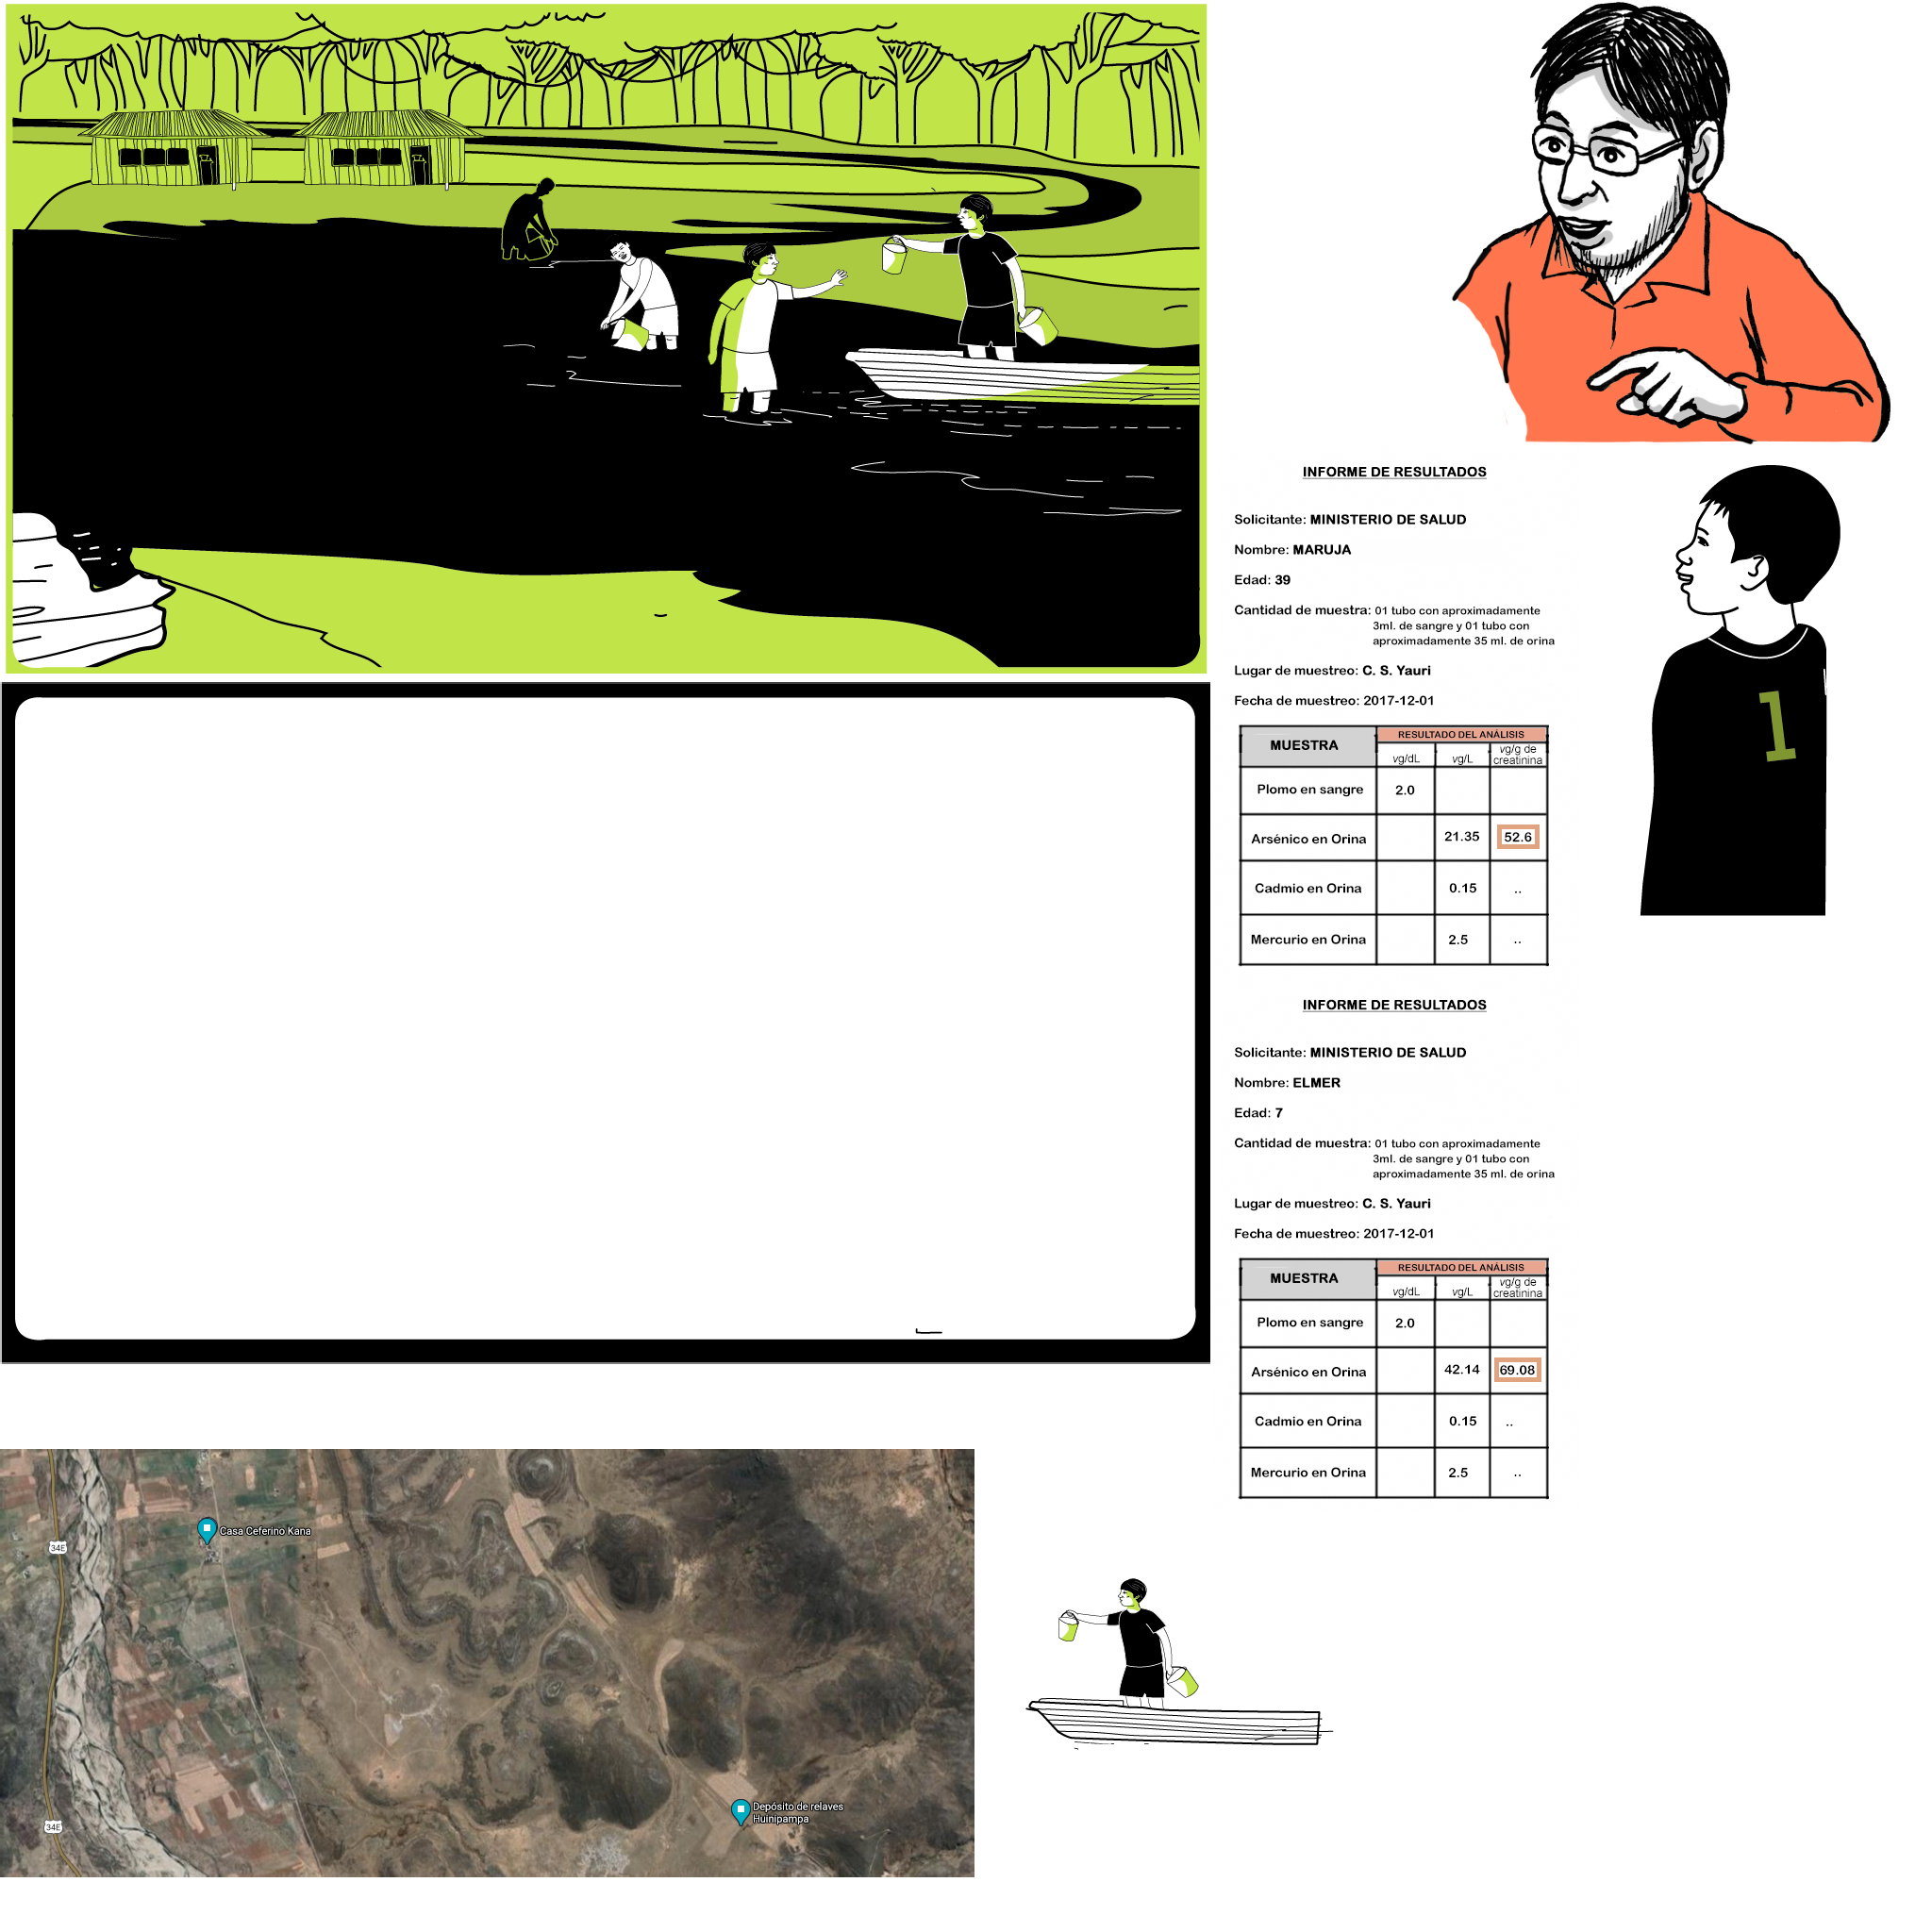 INFORME DE RESULTADOS
Solicitante: MINISTERIO DE SALUD
Nombre: MARUJA
Edad: 39
Cantidad de muestra: 01 tubo con aproximadamente
3ml. de sangre y 01 tubo con
aproximadamente 35 ml. de orina
Lugar de muestreo: C. S. Yauri
Fecha de muestreo: 2017-12-01
MUESTRA RESULTADO DEL ANÁLISIS
vg/dL vg/L vg/g de
creatinina
Plomo en sangre 2.0
Arsénico en Orina 21.35 52.6
Cadmio en Orina 0.15 ..
Mercurio en Orina 2.5 ..
1
INFORME DE RESULTADOS
Solicitante: MINISTERIO DE SALUD
Nombre: ELMER
Edad: 7
Cantidad de muestra: 01 tubo con aproximadamente
3ml. de sangre y 01 tubo con
aproximadamente 35 ml. de orina
Lugar de muestreo: C. S. Yauri
Fecha de muestreo: 2017-12-01
MUESTRA RESULTADO DEL ANÁLISIS
vg/dL vg/L vg/g de
creatinina
Plomo en sangre 2.0
Arsénico en Orina 42.14 69.08
Cadmio en Orina 0.15 ..
Mercurio en Orina 2.5 ..
Casa Ceferino Kana
34E
Depósito de relaves
Huinipampa
34E